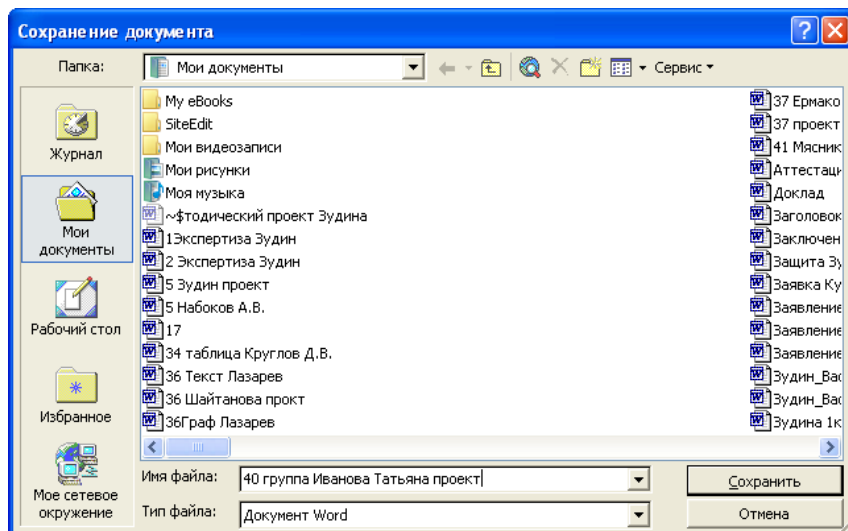 Сохранение документа
Папка:
Мои документы
Сервис
Журнал
Мои
документы
Рабочий стол
Избранное
Мое сетевое
окружение
My eBooks
SiteEdit
Мои видеозаписи
Мои рисунки
Моя музыка
~$тодический проект Зудина
1Экспертиза Зудин
2 Экспертиза Зудин
5 Зудин проект
5 Набоков А.В.
17
34 таблица Круглов Д.В.
36 Текст Лазарев
36 Шайтанова прокт
36Граф Лазарев
37 Ермако
37 проект
41 Мясник
Аттестаци
Доклад
Заголовок
Заключен
Защита Зу
Заявка Ку
Заявление
Заявление
Заявление
Зудин_Вас
Зудин_Вас
Зудина 1к
Имя файла:
40 группа Иванова Татьяна проект
Сохранить
Тип файла:
Документ Word
Отмена